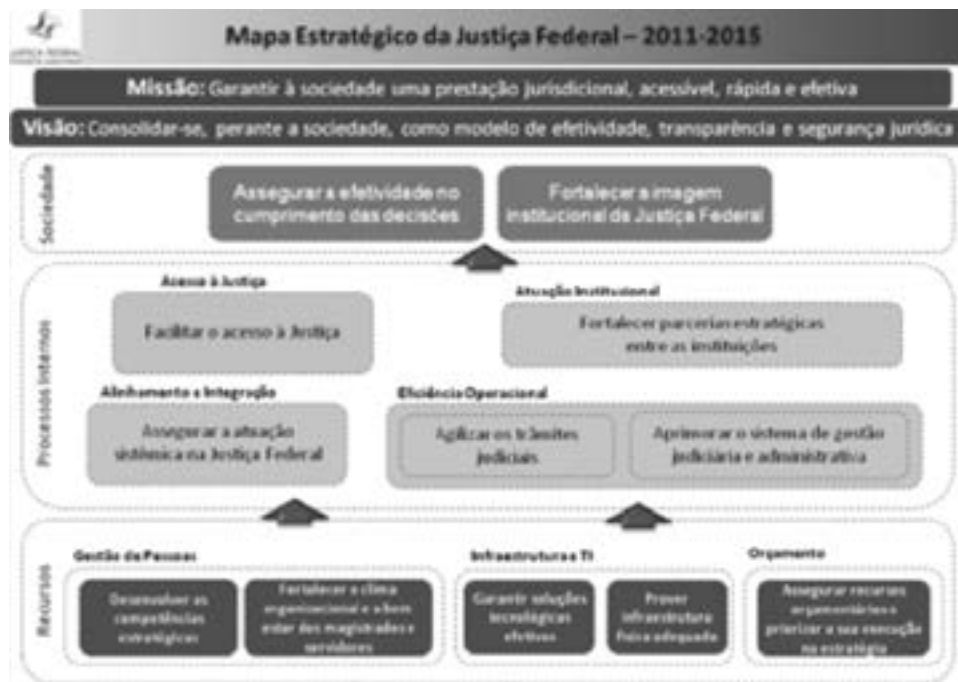 JUSTIÇA FEDERAL
Mapa Estratégico da Justiça Federal – 2011-2015
Missão: Garantir à sociedade uma prestação jurisdicional, acessível, rápida e efetiva
Visão: Consolidar-se, perante a sociedade, como modelo de efetividade, transparência e segurança jurídica
Sociedade
Assegurar a efetividade no
cumprimento das decisões
Fortalecer a imagem
institucional da Justiça Federal
Processos Internos
Acesso à Justiça
Facilitar o acesso à Justiça
Atuação Institucional
Fortalecer parcerias estratégicas
entre as instituições
Alinhamento e Integração
Assegurar a atuação
sistêmica na Justiça Federal
Eficiência Operacional
Agilizar os trâmites
judiciais
Aprimorar o sistema de gestão
judiciária e administrativa
Recursos
Gestão de Pessoas
Desenvolver as
competências
estratégicas
Fortalecer o clima
organizacional e o bem
estar dos magistrados e
servidores
Infraestrutura e TI
Garantir soluções
tecnológicas
efetivas
Prover
infraestrutura
física adequada
Orçamento
Assegurar recursos
orçamentários e
priorizar a sua execução
na estratégia